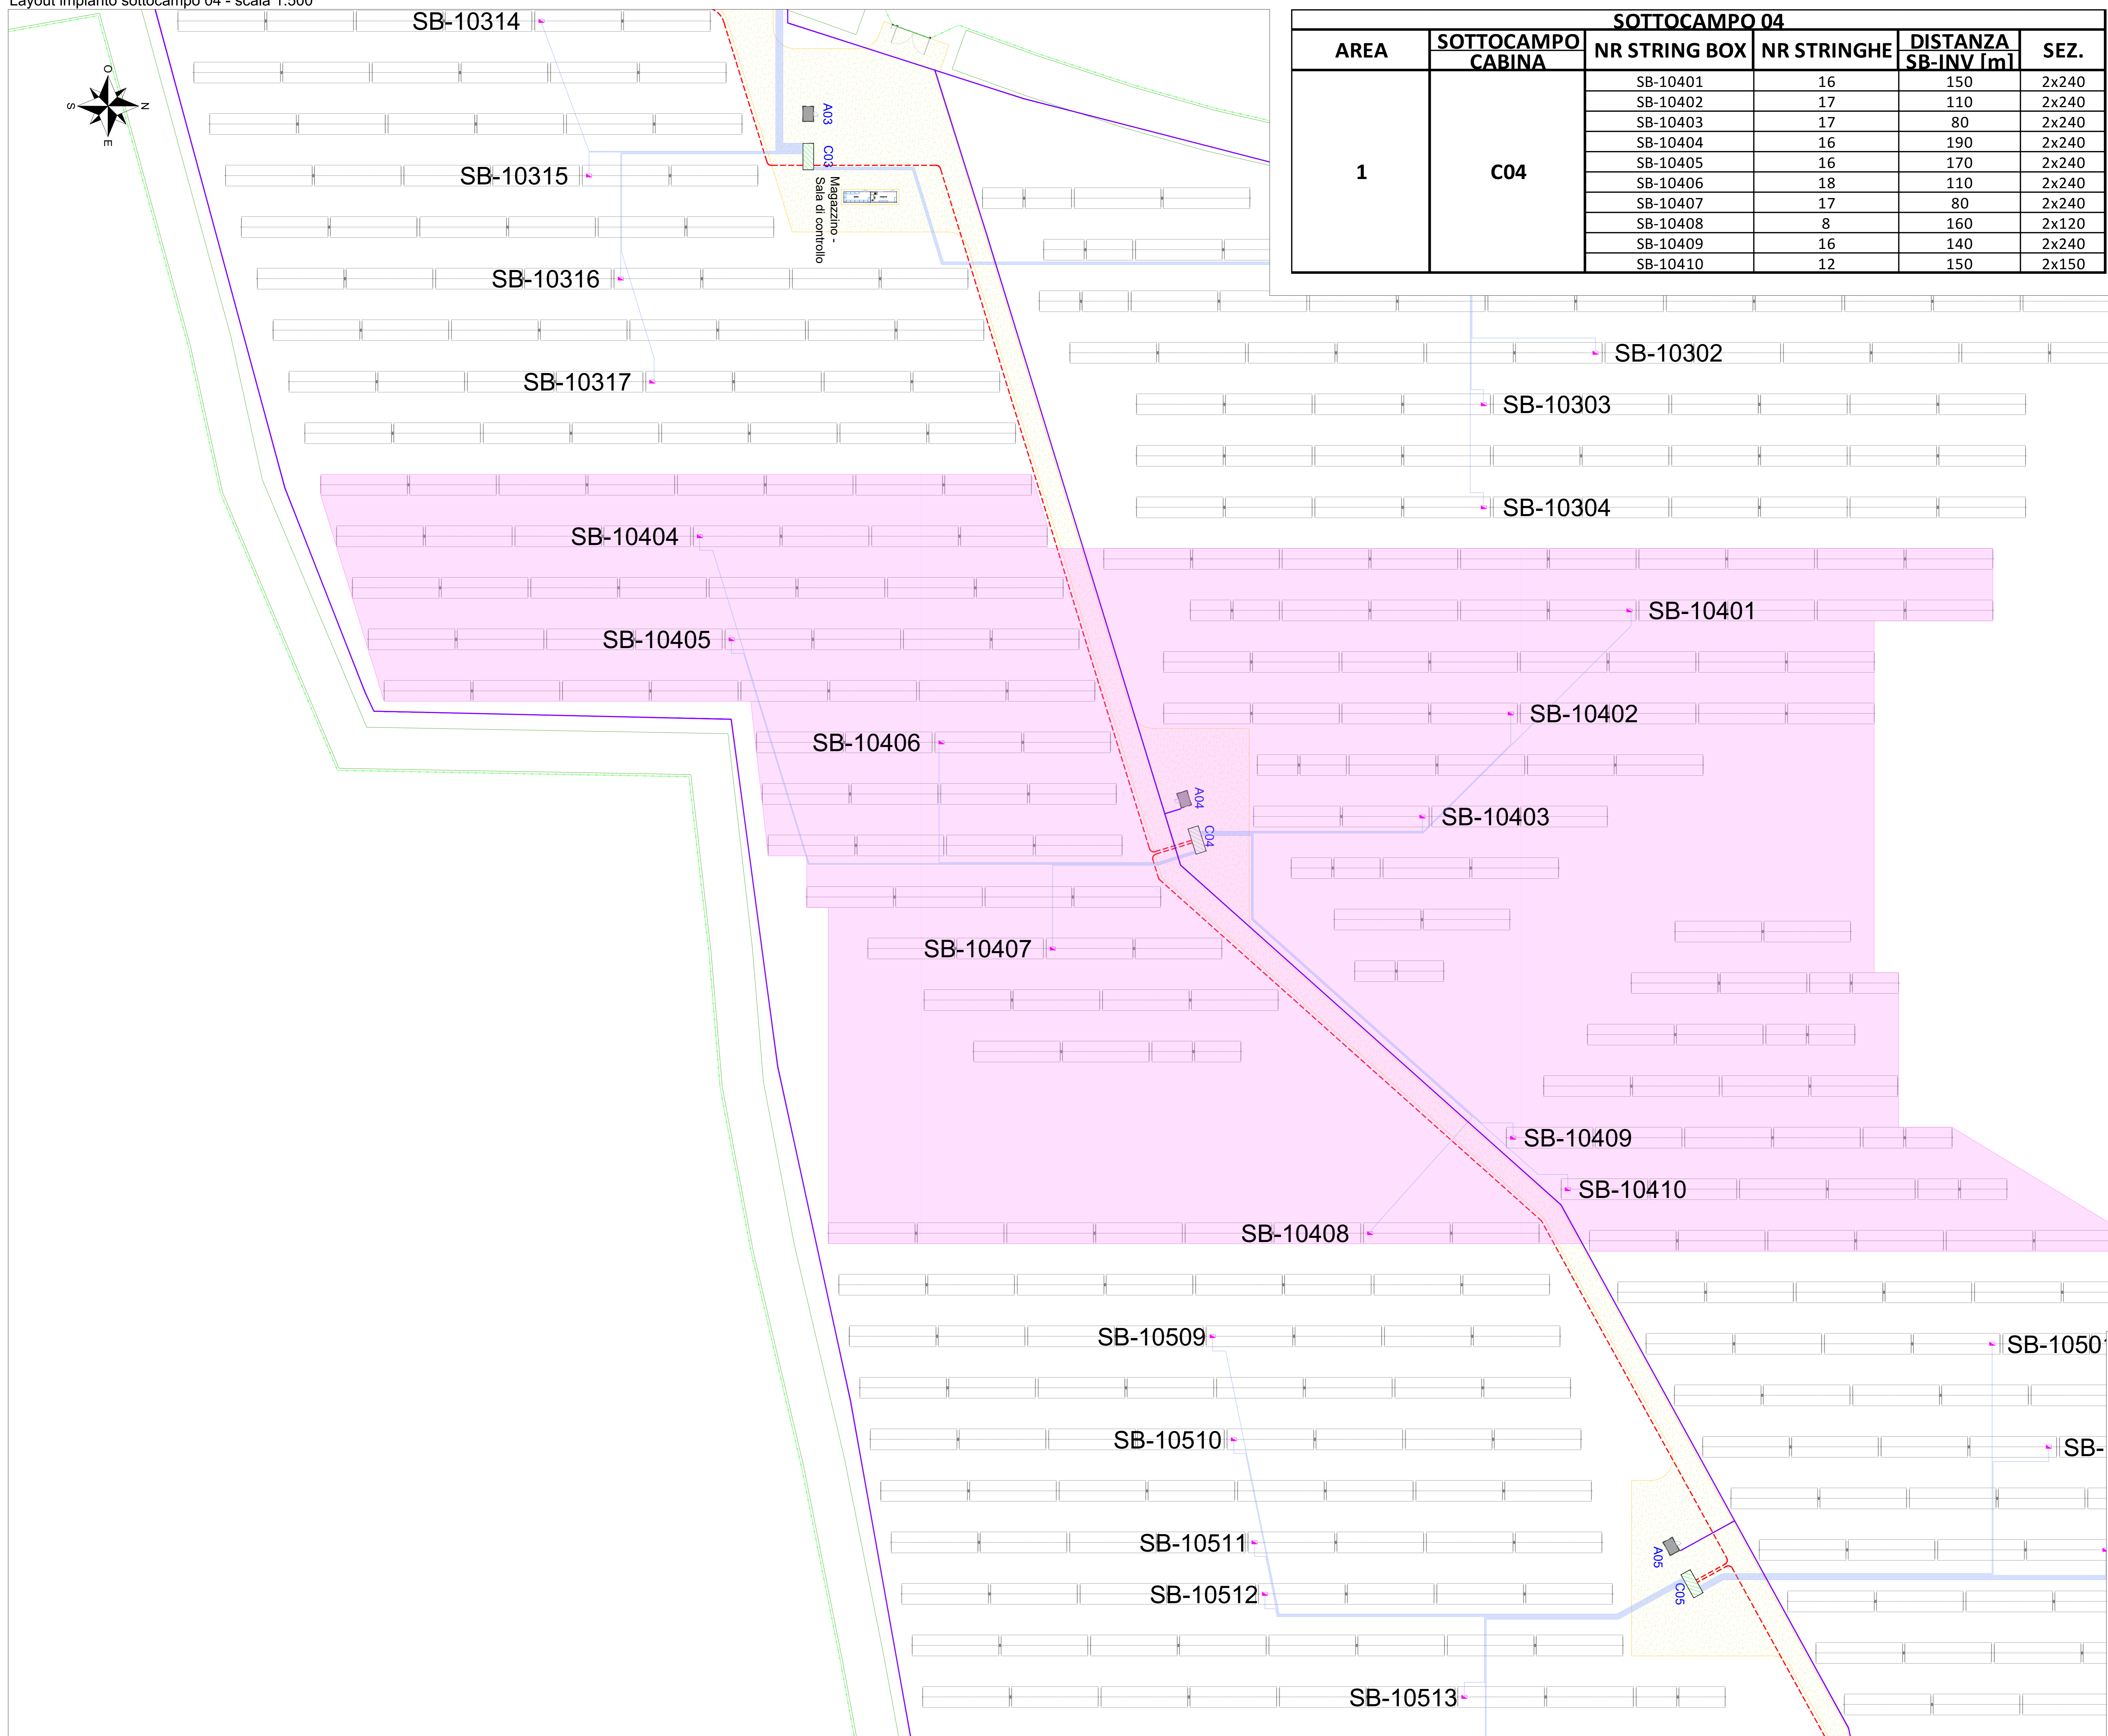 Layout impianto sottocampo 04 - scala 1:500
SOTTOCAMPO 04
AREA SOTTOCAMPO CABINA NR STRING BOX NR STRINGHE DISTANZA SB-INV [m] SEZ.
1 C04
SB-10401 16 150 2x240
SB-10402 17 110 2x240
SB-10403 17 80 2x240
SB-10404 16 190 2x240
SB-10405 16 170 2x240
SB-10406 18 110 2x240
SB-10407 17 80 2x240
SB-10408 8 160 2x120
SB-10409 16 140 2x240
SB-10410 12 150 2x150
SB-10314
O
N
S
E
A03
C03
SB-10315
Magazzino -
Sala di controllo
SB-10316
SB-10302
SB-10317
SB-10303
SB-10304
SB-10404
SB-10401
SB-10405
SB-10402
SB-10406
A04
C04
SB-10403
SB-10407
SB-10409
SB-10410
SB-10408
SB-10509
SB-10501
SB-10510
SB-
SB-10511
A05
C05
SB-10512
SB-10513